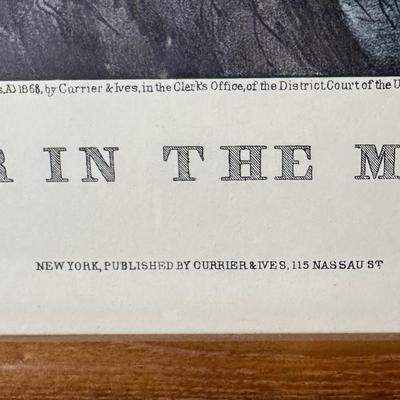 s, AD 1868, by Currier & Ives, in the Clerk's Office, of the District Court of the U
R IN THE M
NEW YORK, PUBLISHED BY CURRIER & IVES, 115 NASSAU ST